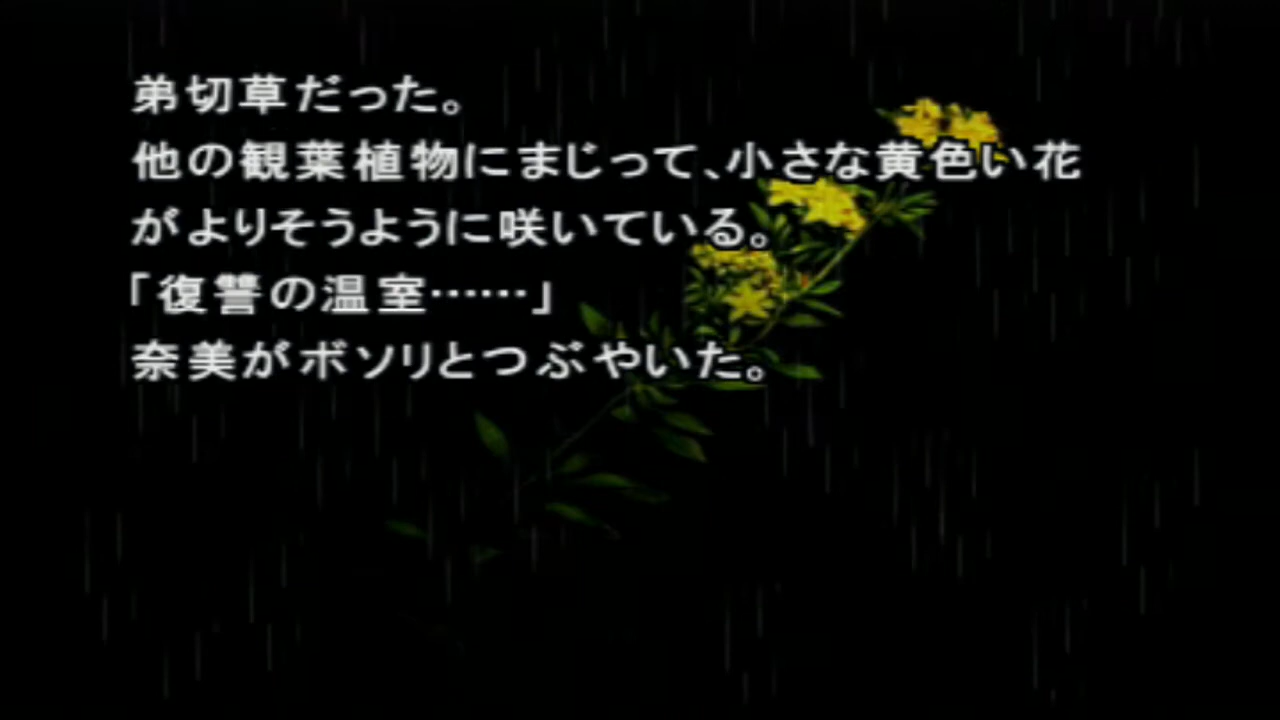 弟切草だった。
他の観葉植物にまじって、小さな黄色い花
がよりそうように咲いている。
「復讐の温室……」
奈美がボソリとつぶやいた。